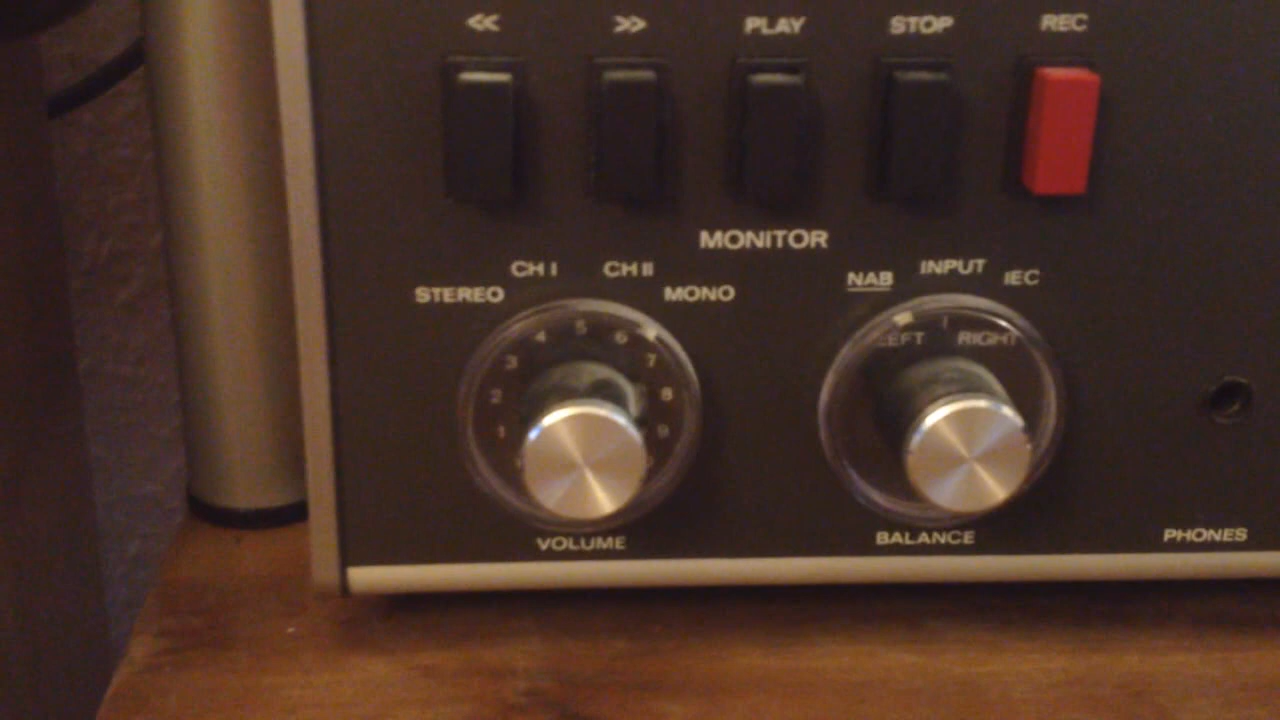 << >> PLAY STOP REC
MONITOR
STEREO CH I CH II MONO
NAB INPUT IEC
1 2 3 4 5 6 7 8 9
LEFT RIGHT
VOLUME BALANCE PHONES